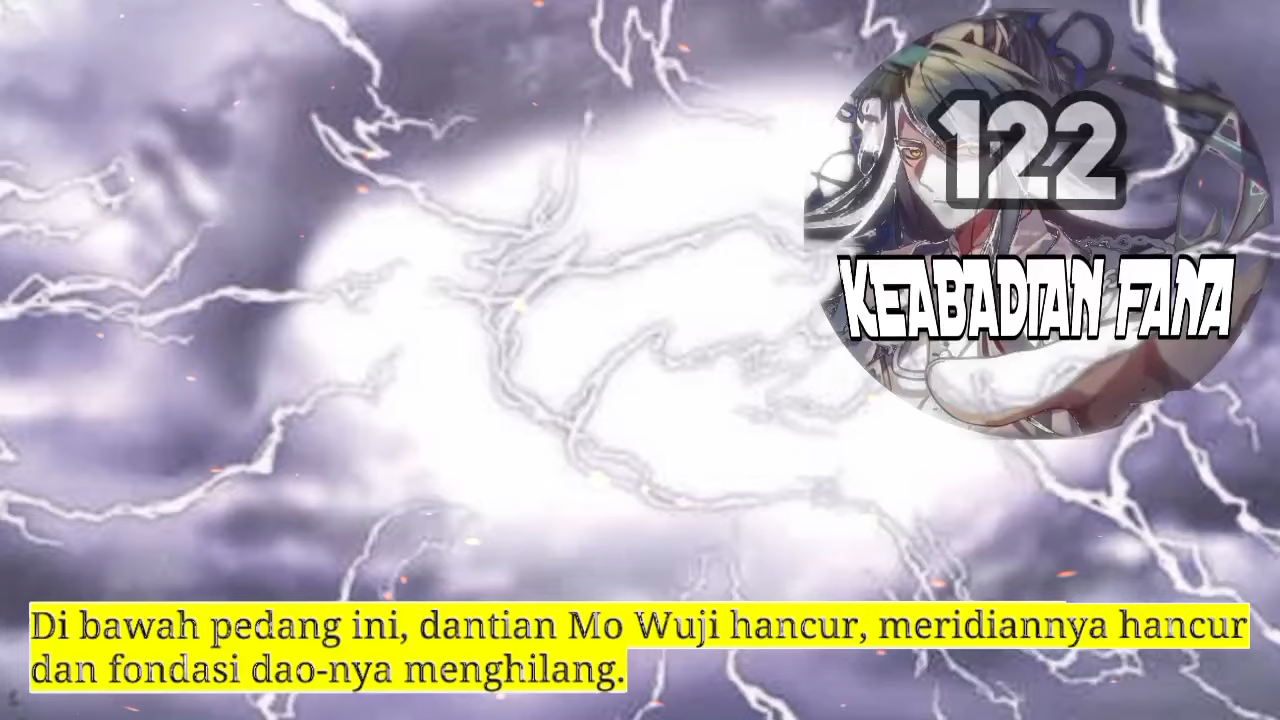 122
KEABADIAN FANA
Di bawah pedang ini, dantian Mo Wuji hancur, meridiannya hancur
dan fondasi dao-nya menghilang.